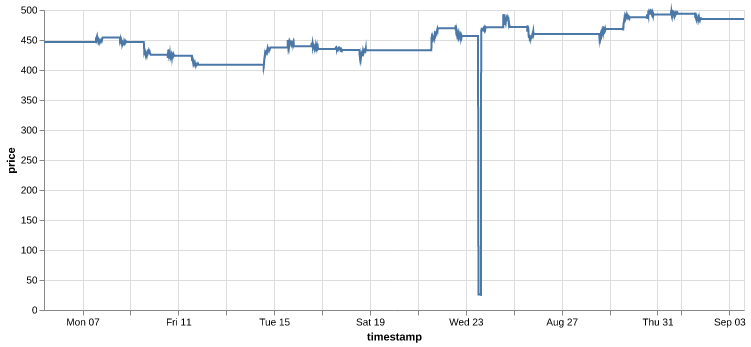 500
450
400
350
300
250
200
150
100
50
0
price
Mon 07
Fri 11
Tue 15
Sat 19
Wed 23
Aug 27
Thu 31
Sep 03
timestamp